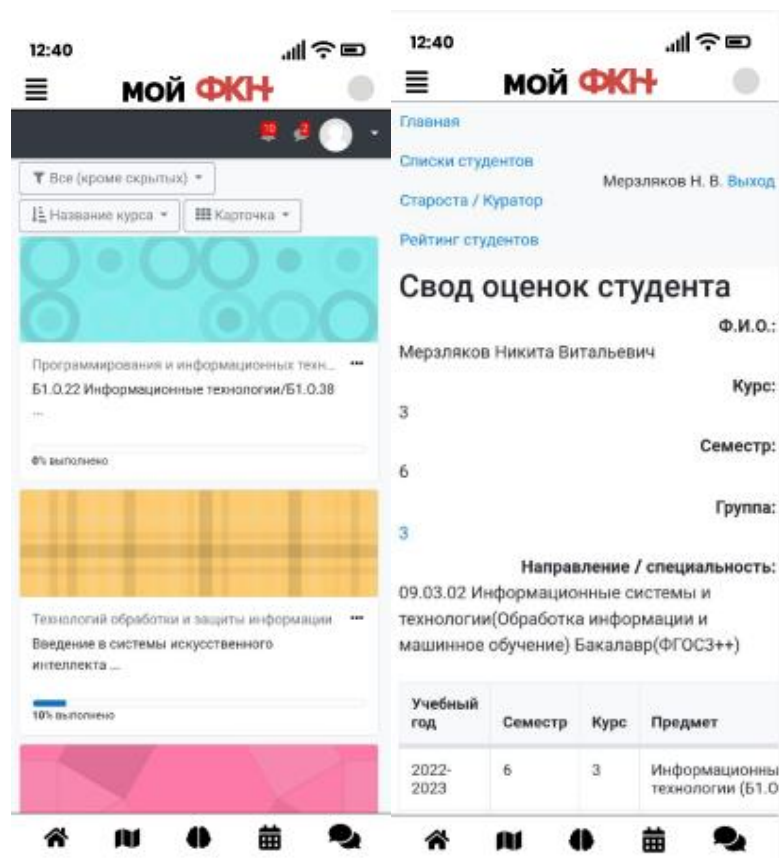 12:40
мой ФКН
10 2
Все (кроме скрытых)
Название курса
Карточка
Программирования и информационных техн...
Б1.О.22 Информационные технологии/Б1.О.38
...
0% выполнено
Технологий обработки и защиты информации
Введение в системы искусственного
интеллекта ...
10% выполнено
12:40
мой ФКН
Главная
Списки студентов
Мерзляков Н. В. Выход
Староста / Куратор
Рейтинг студентов
Свод оценок студента
Ф.И.О.:
Мерзляков Никита Витальевич
Курс:
3
Семестр:
6
Группа:
3
Направление / специальность:
09.03.02 Информационные системы и
технологии(Обработка информации и
машинное обучение) Бакалавр(ФГОС3++)
Учебный
год
Семестр
Курс
Предмет
2022-
2023
6
3
Информационны
технологии (Б1.О